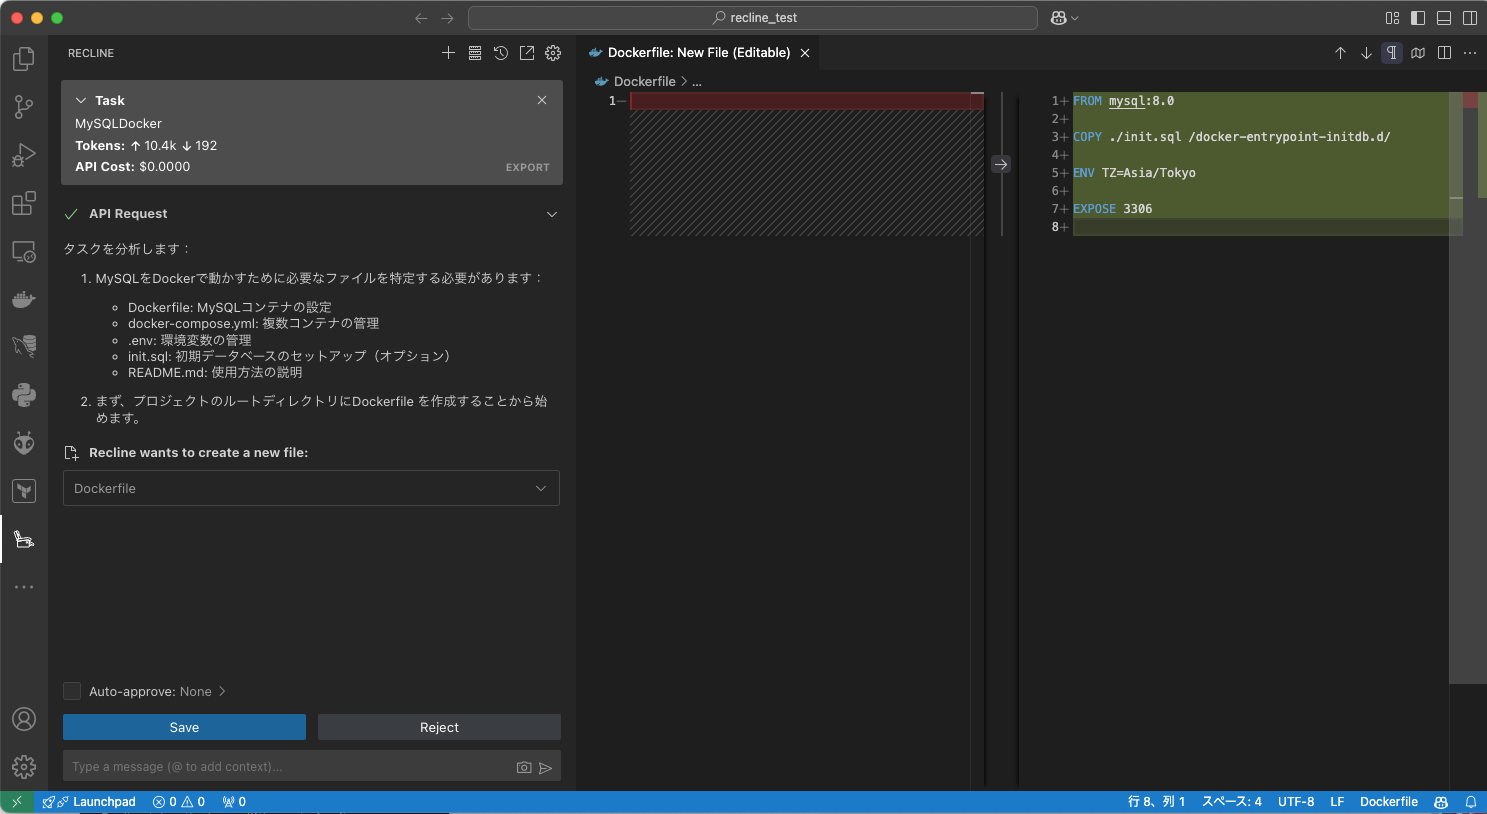 recline_test
RECLINE
Task
MySQLDocker
Tokens: ↑ 10.4k ↓ 192
API Cost: $0.0000
EXPORT
API Request
タスクを分析します：
1. MySQLをDockerで動かすために必要なファイルを特定する必要があります：
Dockerfile: MySQLコンテナの設定
docker-compose.yml: 複数コンテナの管理
.env: 環境変数の管理
init.sql: 初期データベースのセットアップ（オプション）
README.md: 使用方法の説明
2. まず、プロジェクトのルートディレクトリにDockerfile を作成することから始
めます。
Recline wants to create a new file:
Dockerfile
Auto-approve: None
Save
Reject
Type a message (@ to add context)...
Dockerfile: New File (Editable)
Dockerfile > ...
1−
1+ FROM mysql:8.0
2+
3+ COPY ./init.sql /docker-entrypoint-initdb.d/
4+
5+ ENV TZ=Asia/Tokyo
6+
7+ EXPOSE 3306
8+
Launchpad 0 0 0
行 8、列 1 スペース: 4 UTF-8 LF Dockerfile